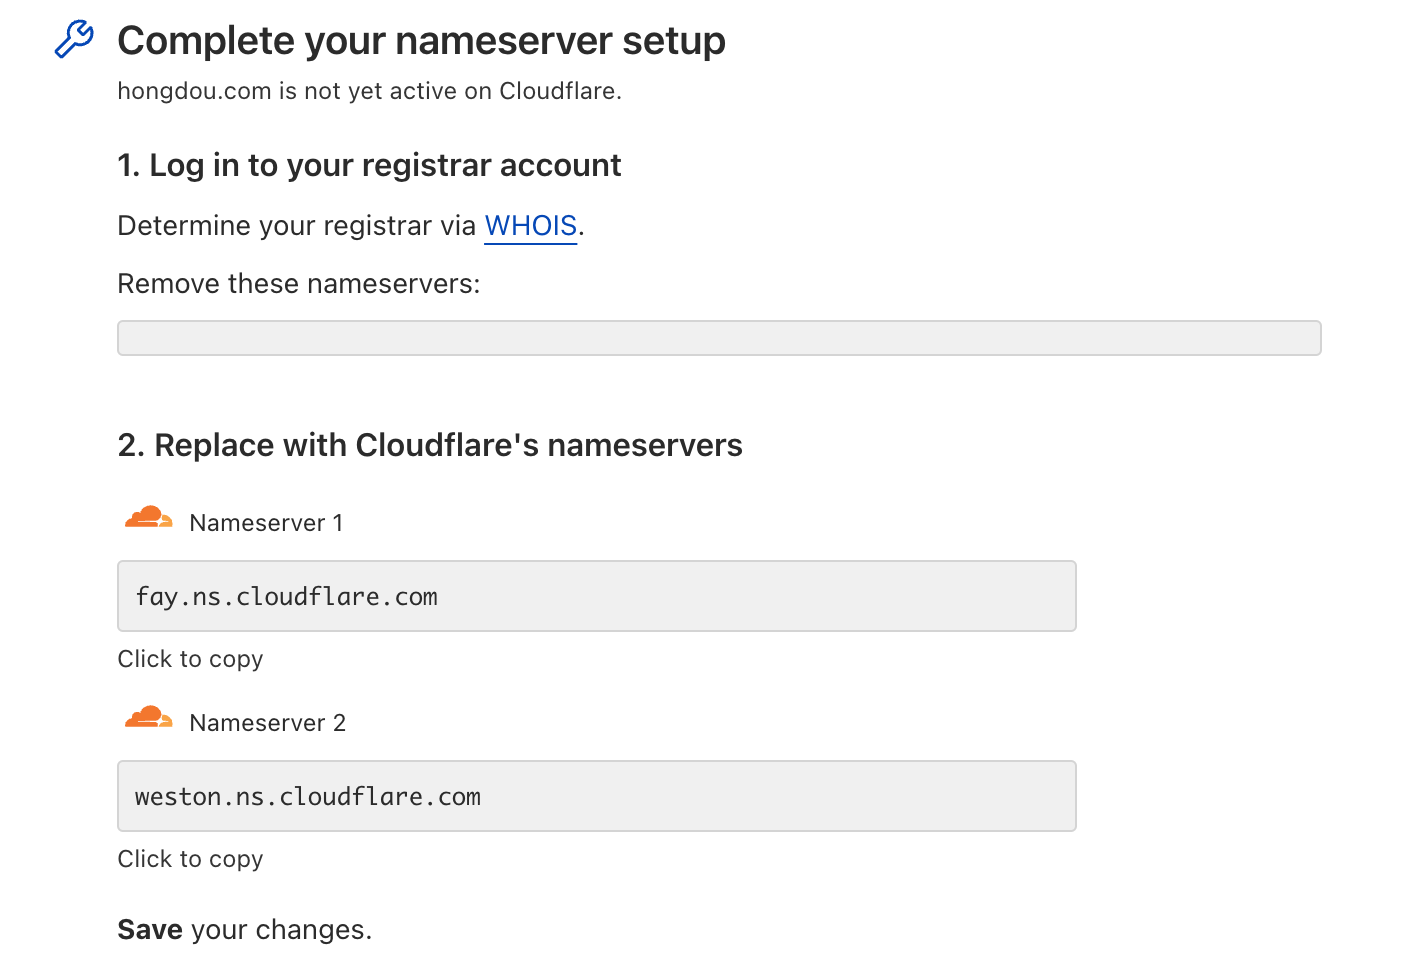 Complete your nameserver setup
hongdou.com is not yet active on Cloudflare.
1. Log in to your registrar account
Determine your registrar via WHOIS.
Remove these nameservers:
2. Replace with Cloudflare's nameservers
Nameserver 1
fay.ns.cloudflare.com
Click to copy
Nameserver 2
weston.ns.cloudflare.com
Click to copy
Save your changes.